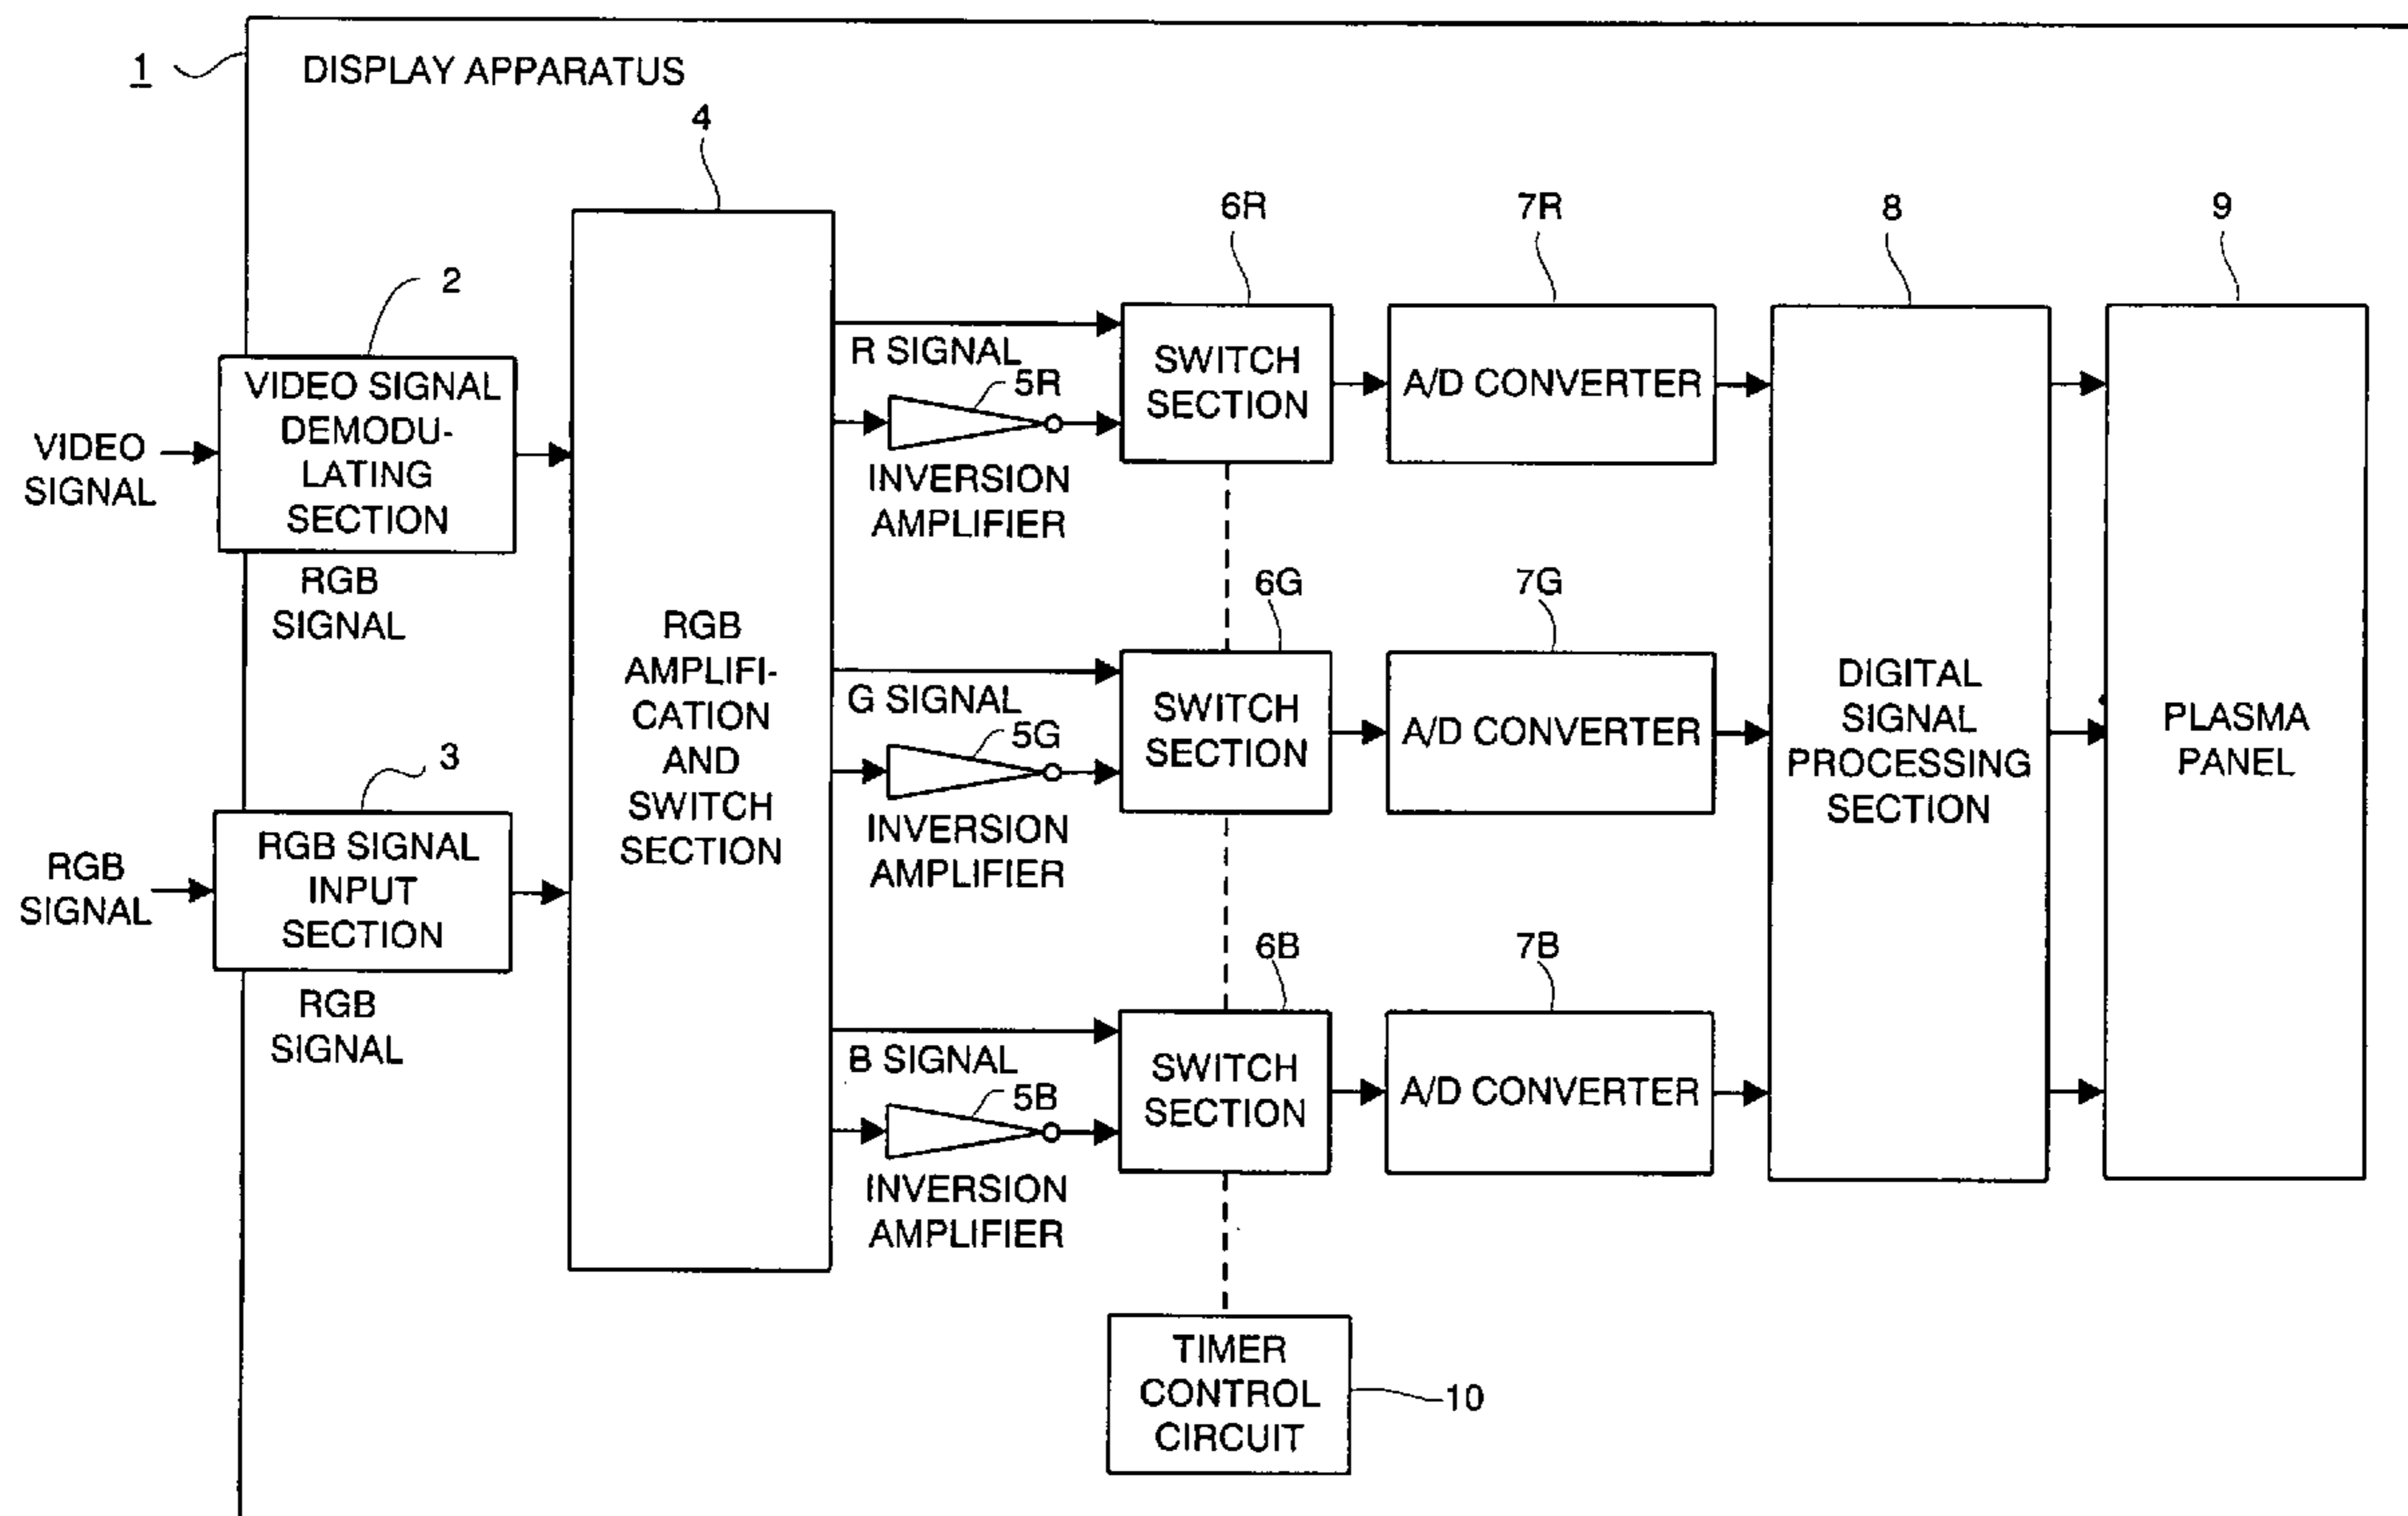 1
DISPLAY APPARATUS
4
6R
7R
8
9
2
VIDEO SIGNAL
DEMODU-
LATING
SECTION
VIDEO
SIGNAL
RGB
SIGNAL
3
RGB SIGNAL
INPUT
SECTION
RGB
SIGNAL
RGB
SIGNAL
RGB
AMPLIFI-
CATION
AND
SWITCH
SECTION
R SIGNAL
5R
INVERSION
AMPLIFIER
SWITCH
SECTION
A/D CONVERTER
6G
7G
G SIGNAL
5G
INVERSION
AMPLIFIER
SWITCH
SECTION
A/D CONVERTER
6B
7B
B SIGNAL
5B
INVERSION
AMPLIFIER
SWITCH
SECTION
A/D CONVERTER
DIGITAL
SIGNAL
PROCESSING
SECTION
PLASMA
PANEL
TIMER
CONTROL
CIRCUIT
10